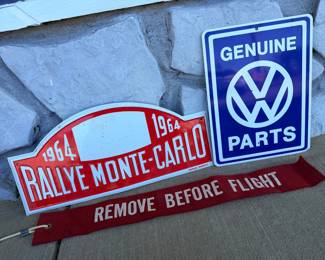 1964
1964
RALLYE MONTE-CARLO
GENUINE
VW
PARTS
REMOVE BEFORE FLIGHT